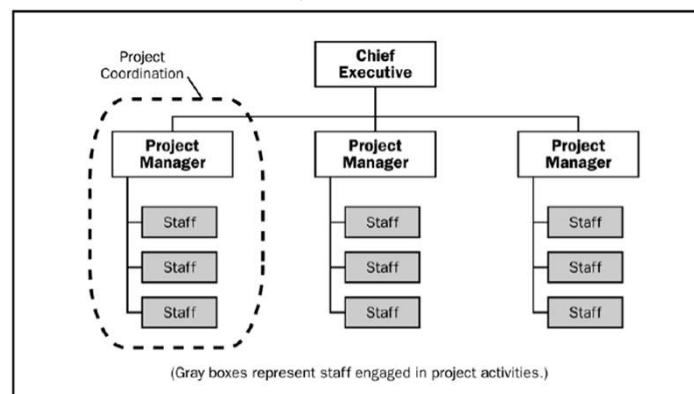 Project
Coordination
Chief
Executive
Project
Manager
Project
Manager
Project
Manager
Staff
Staff
Staff
Staff
Staff
Staff
Staff
Staff
Staff
(Gray boxes represent staff engaged in project activities.)